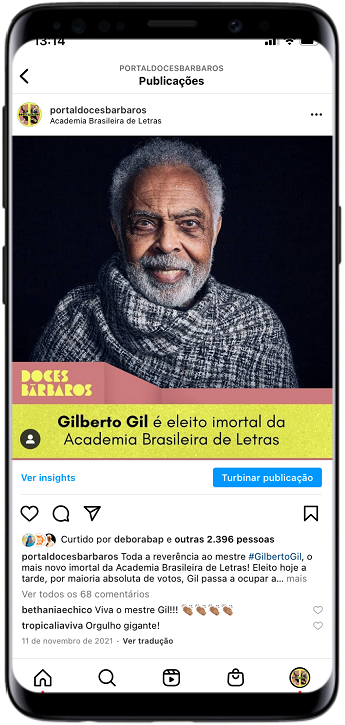 13:14
PORTALDOCESBARBAROS
Publicações
portaldocesbarbaros
Academia Brasileira de Letras
DOCES
BÁRBAROS
Gilberto Gil é eleito imortal da
Academia Brasileira de Letras
Ver insights
Turbinar publicação
Curtido por deborabap e outras 2.396 pessoas
portaldocesbarbaros Toda a reverência ao mestre #GilbertoGil, o
mais novo imortal da Academia Brasileira de Letras! Eleito hoje a
tarde, por maioria absoluta de votos, Gil passa a ocupar a... mais
Ver todos os 68 comentários
bethaniaechico Viva o mestre Gil!!! 👏🏾👏🏾👏🏾👏🏾
tropicaliaviva Orgulho gigante!
11 de novembro de 2021 · Ver tradução